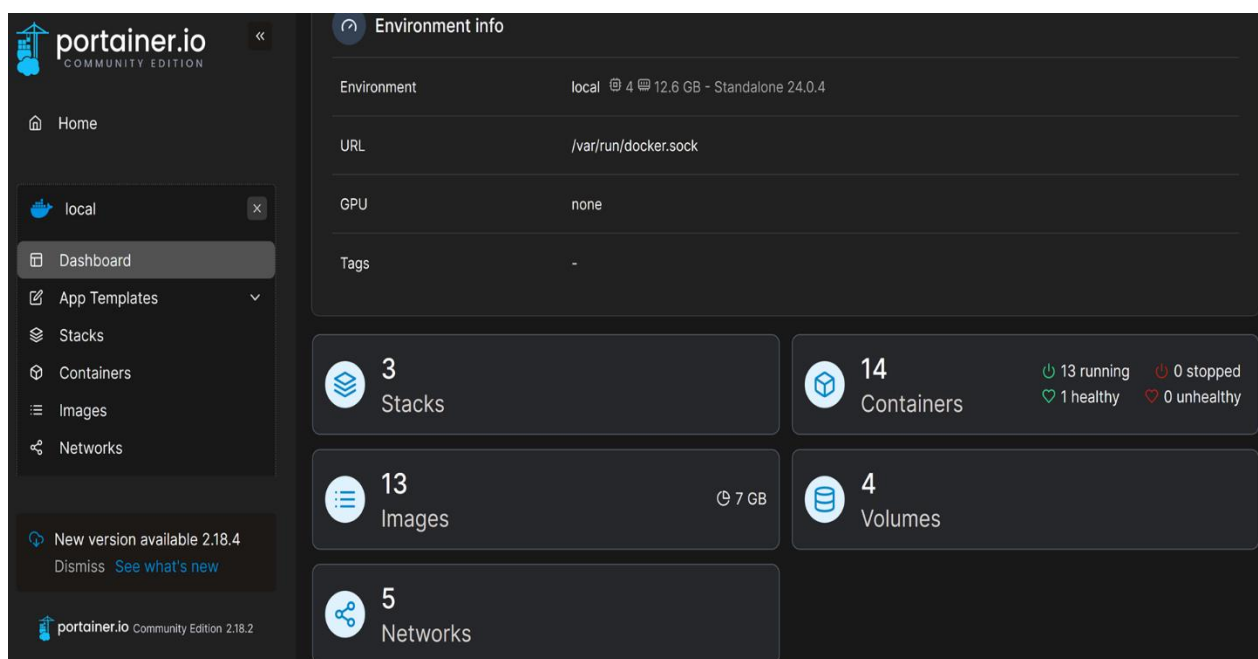 portainer.io
COMMUNITY EDITION
Home
local
Dashboard
App Templates
Stacks
Containers
Images
Networks
New version available 2.18.4
Dismiss See what's new
portainer.io Community Edition 2.18.2
Environment info
Environment local 4 12.6 GB - Standalone 24.0.4
URL /var/run/docker.sock
GPU none
Tags -
3
Stacks
14
Containers
13 running 0 stopped
1 healthy 0 unhealthy
13
Images
7 GB
4
Volumes
5
Networks